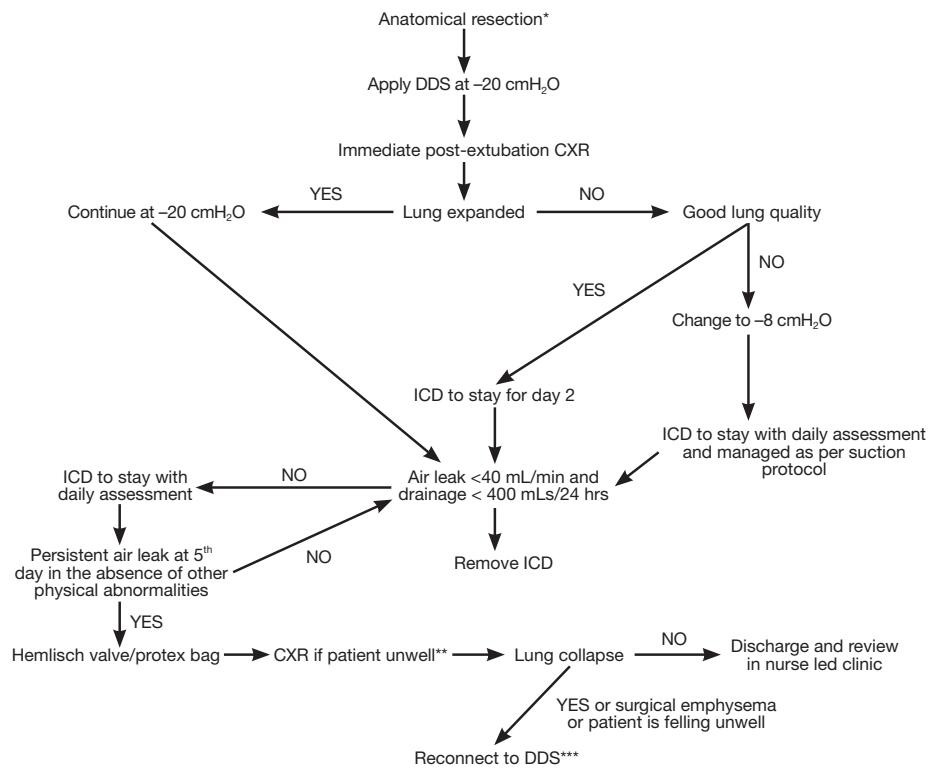 Anatomical resection*
Apply DDS at –20 cmH₂O
Immediate post-extubation CXR
YES
NO
Continue at –20 cmH₂O
Lung expanded
Good lung quality
YES
NO
Change to –8 cmH₂O
ICD to stay for day 2
ICD to stay with daily assessment
and managed as per suction
protocol
ICD to stay with
daily assessment
NO
Air leak <40 mL/min and
drainage < 400 mLs/24 hrs
Persistent air leak at 5th
day in the absence of other
physical abnormalities
NO
Remove ICD
YES
Hemlisch valve/protex bag
CXR if patient unwell**
Lung collapse
NO
Discharge and review
in nurse led clinic
YES or surgical emphysema
or patient is felling unwell
Reconnect to DDS***